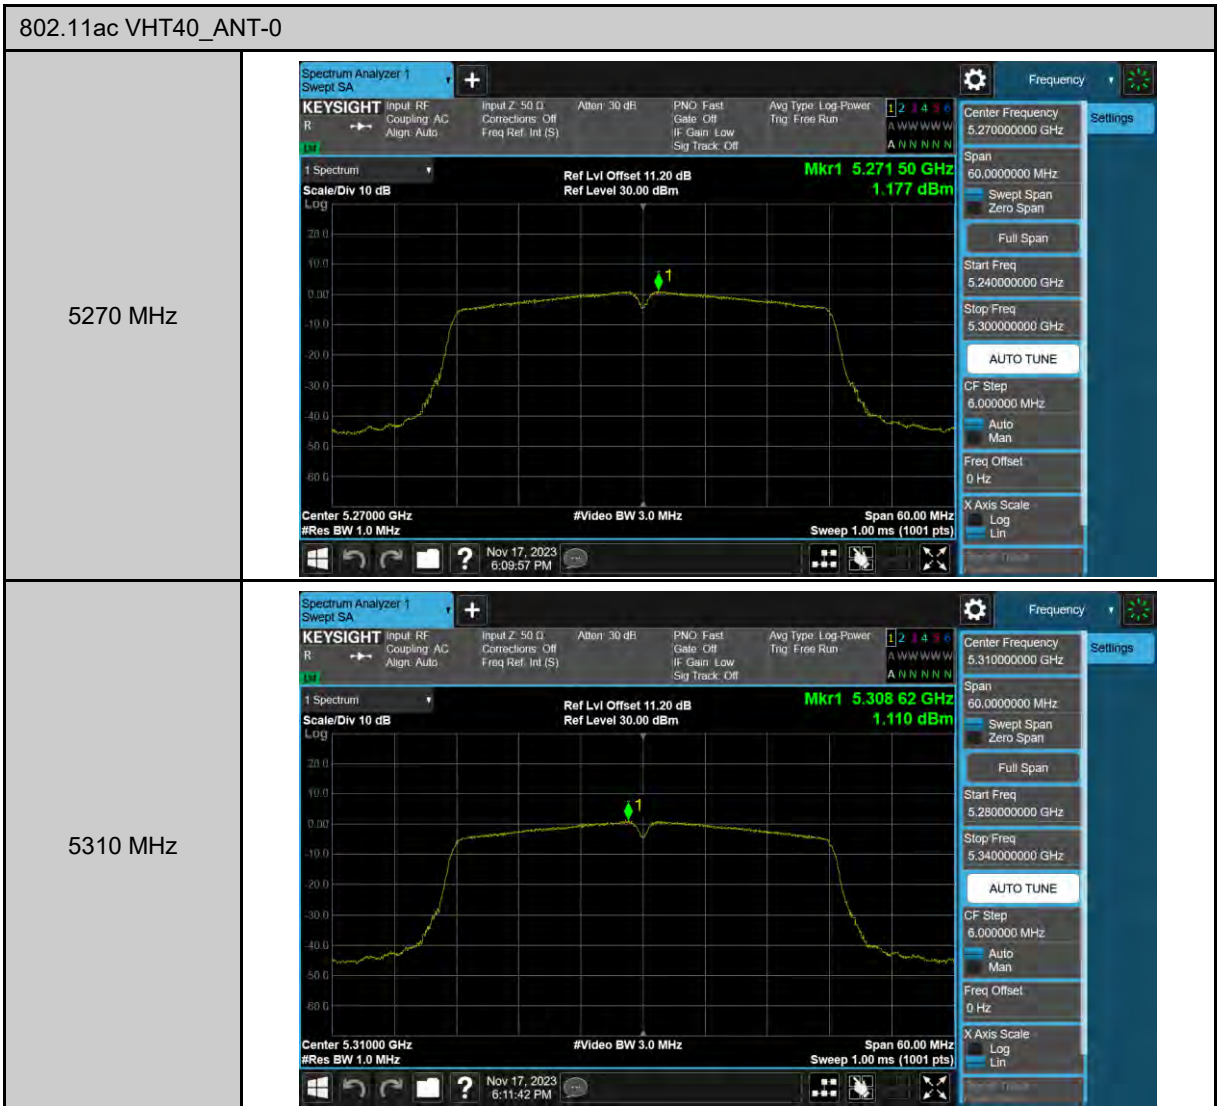 802.11ac VHT40_ANT-0
5270 MHz
Spectrum Analyzer 1
Swept SA
Frequency
KEYSIGHT
R
Input: RF
Coupling: AC
Align: Auto
Input Z: 50 Ω
Corrections: Off
Freq Ref: Int (S)
Atten: 30 dB
PNO: Fast
Gate: Off
IF Gain: Low
Sig Track: Off
Avg Type: Log-Power
Trig: Free Run
1 2 3 4 5 6
A W W W W W
A N N N N N
1 Spectrum
Scale/Div 10 dB
Log
Ref Lvl Offset 11.20 dB
Ref Level 30.00 dBm
Mkr1 5.271 50 GHz
1.177 dBm
20.0
10.0
0.00
-10.0
-20.0
-30.0
-40.0
-50.0
-60.0
1
Center 5.27000 GHz
#Res BW 1.0 MHz
#Video BW 3.0 MHz
Span 60.00 MHz
Sweep 1.00 ms (1001 pts)
Nov 17, 2023
6:09:57 PM
Center Frequency
5.270000000 GHz
Settings
Span
60.0000000 MHz
Swept Span
Zero Span
Full Span
Start Freq
5.240000000 GHz
Stop Freq
5.300000000 GHz
AUTO TUNE
CF Step
6.000000 MHz
Auto
Man
Freq Offset
0 Hz
X Axis Scale
Log
Lin
5310 MHz
Spectrum Analyzer 1
Swept SA
Frequency
KEYSIGHT
R
Input: RF
Coupling: AC
Align: Auto
Input Z: 50 Ω
Corrections: Off
Freq Ref: Int (S)
Atten: 30 dB
PNO: Fast
Gate: Off
IF Gain: Low
Sig Track: Off
Avg Type: Log-Power
Trig: Free Run
1 2 3 4 5 6
A W W W W W
A N N N N N
1 Spectrum
Scale/Div 10 dB
Log
Ref Lvl Offset 11.20 dB
Ref Level 30.00 dBm
Mkr1 5.308 62 GHz
1.110 dBm
20.0
10.0
0.00
-10.0
-20.0
-30.0
-40.0
-50.0
-60.0
1
Center 5.31000 GHz
#Res BW 1.0 MHz
#Video BW 3.0 MHz
Span 60.00 MHz
Sweep 1.00 ms (1001 pts)
Nov 17, 2023
6:11:42 PM
Center Frequency
5.310000000 GHz
Settings
Span
60.0000000 MHz
Swept Span
Zero Span
Full Span
Start Freq
5.280000000 GHz
Stop Freq
5.340000000 GHz
AUTO TUNE
CF Step
6.000000 MHz
Auto
Man
Freq Offset
0 Hz
X Axis Scale
Log
Lin